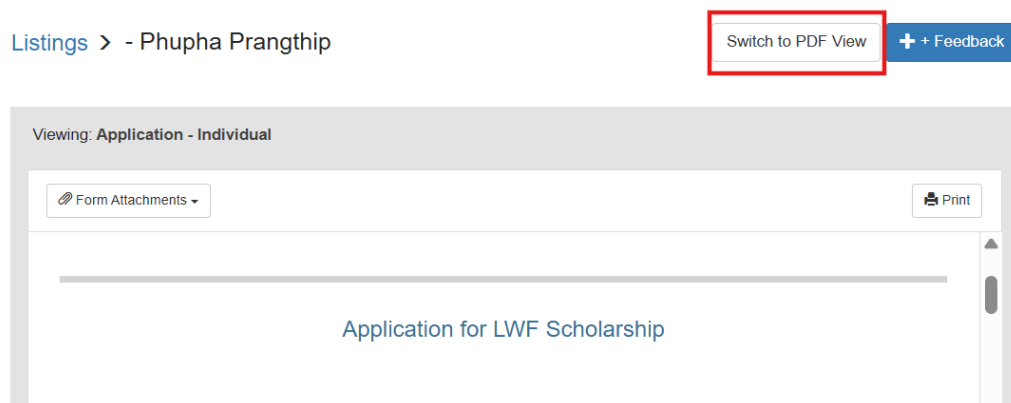 Listings > - Phupha Prangthip
Switch to PDF View
+ + Feedback
Viewing: Application - Individual
Form Attachments
Print
Application for LWF Scholarship